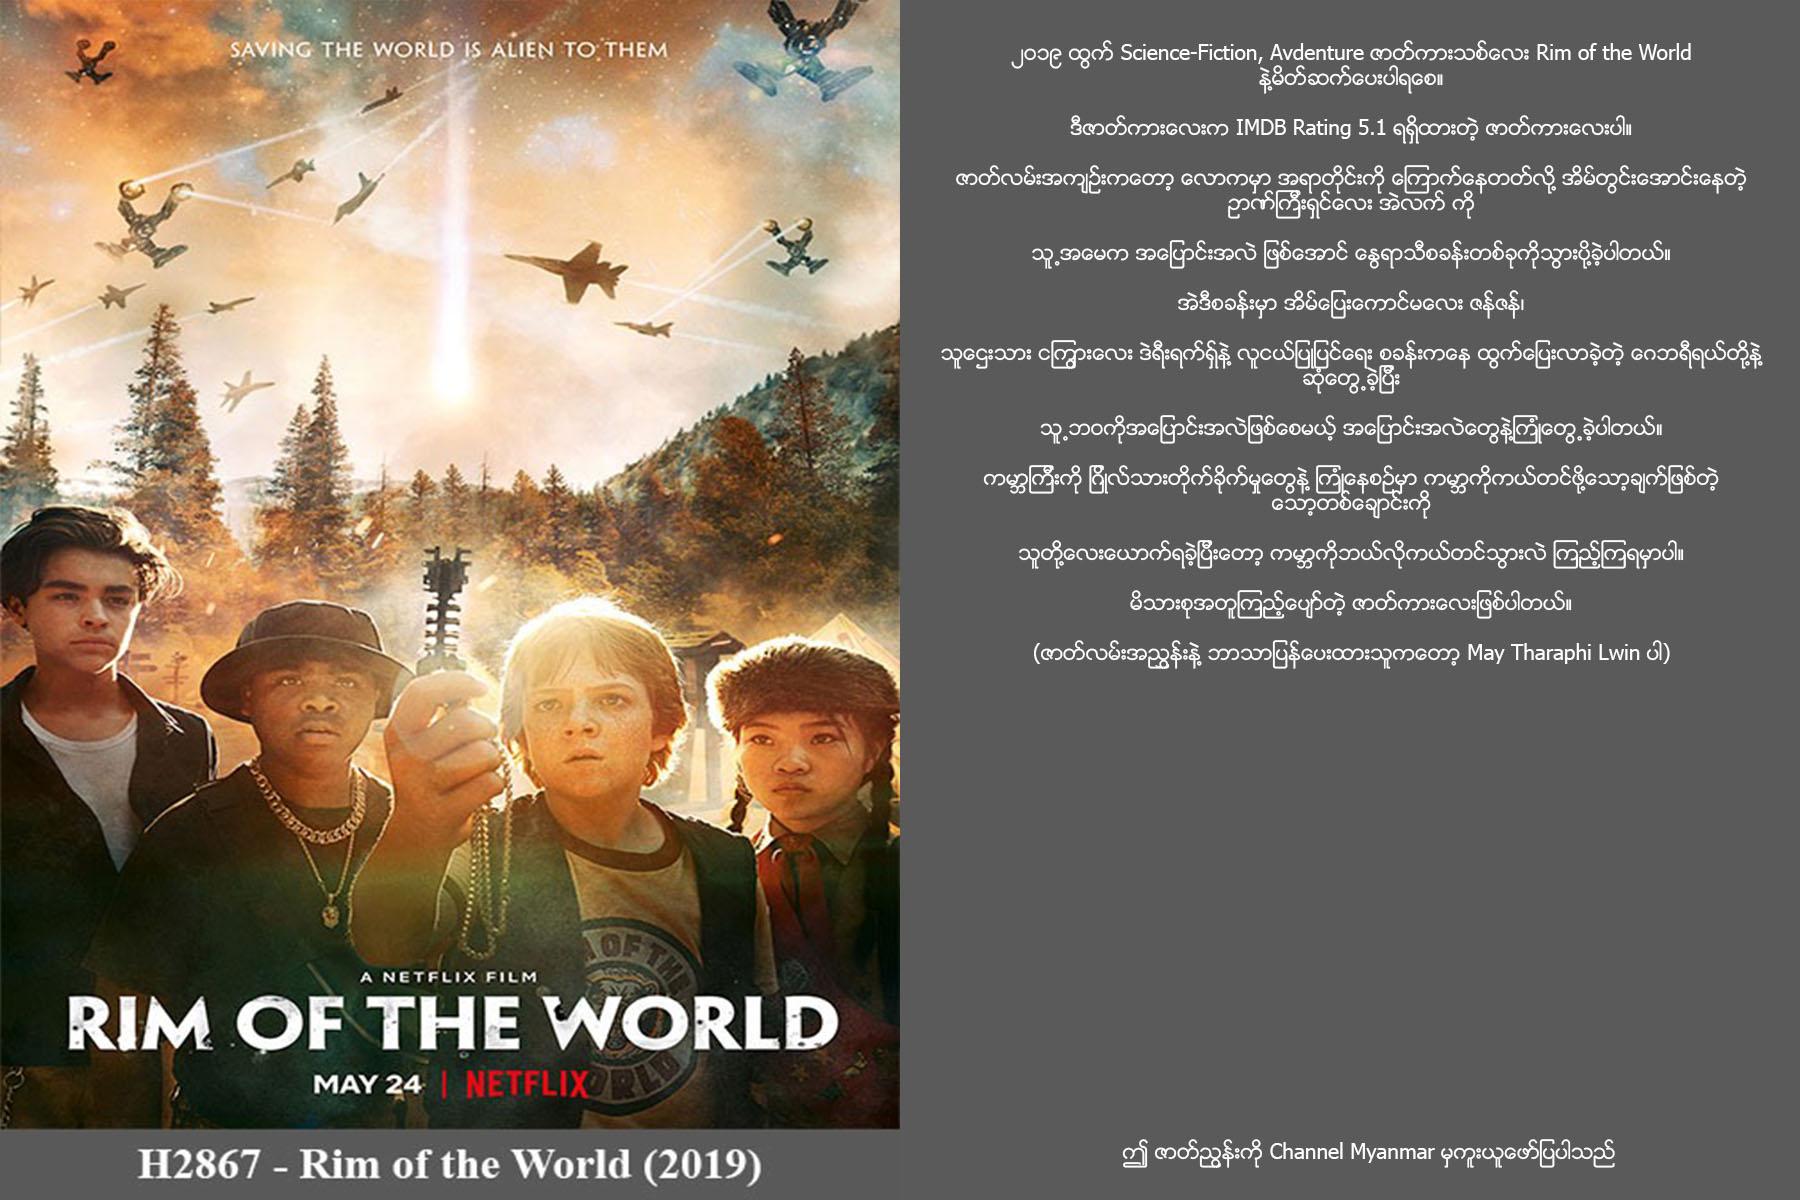 SAVING THE WORLD IS ALIEN TO THEM
A NETFLIX FILM
RIM OF THE WORLD
MAY 24 | NETFLIX
H2867 - Rim of the World (2019)
၂၀၁၉ ထွက် Science-Fiction, Avdenture ဇာတ်ကားသစ်လေး Rim of the World
နဲ့မိတ်ဆက်ပေးပါရစေ။
ဒီဇာတ်ကားလေးက IMDB Rating 5.1 ရရှိထားတဲ့ ဇာတ်ကားလေးပါ။
ဇာတ်လမ်းအကျဉ်းကတော့ လောကမှာ အရာတိုင်းကို ကြောက်နေတတ်လို့ အိမ်တွင်းအောင်းနေတဲ့
ဉာဏ်ကြီးရှင်လေး အဲလက် ကို
သူ့အမေက အပြောင်းအလဲ ဖြစ်အောင် နွေရာသီစခန်းတစ်ခုကိုသွားပို့ခဲ့ပါတယ်။
အဲဒီစခန်းမှာ အိမ်ပြေးကောင်မလေး ဇန်ဇန်၊
သူဌေးသား ငကြွားလေး ဒဲရီးရက်ရှ်နဲ့ လူငယ်ပြုပြင်ရေး စခန်းကနေ ထွက်ပြေးလာခဲ့တဲ့ ဂေဘရီရယ်တို့နဲ့
ဆုံတွေ့ခဲ့ပြီး
သူ့ဘဝကိုအပြောင်းအလဲဖြစ်စေမယ့် အပြောင်းအလဲတွေနဲ့ကြုံတွေ့ခဲ့ပါတယ်။
ကမ္ဘာကြီးကို ဂြိုလ်သားတိုက်ခိုက်မှုတွေနဲ့ ကြုံနေစဉ်မှာ ကမ္ဘာကိုကယ်တင်ဖို့သော့ချက်ဖြစ်တဲ့
သော့တစ်ချောင်းကို
သူတို့လေးယောက်ရခဲ့ပြီးတော့ ကမ္ဘာကိုဘယ်လိုကယ်တင်သွားလဲ ကြည့်ကြရမှာပါ။
မိသားစုအတူကြည့်ပျော်တဲ့ ဇာတ်ကားလေးဖြစ်ပါတယ်။
(ဇာတ်လမ်းအညွှန်းနဲ့ ဘာသာပြန်ပေးထားသူကတော့ May Tharaphi Lwin ပါ)
ဤ ဇာတ်ညွှန်းကို Channel Myanmar မှကူးယူဖော်ပြပါသည်